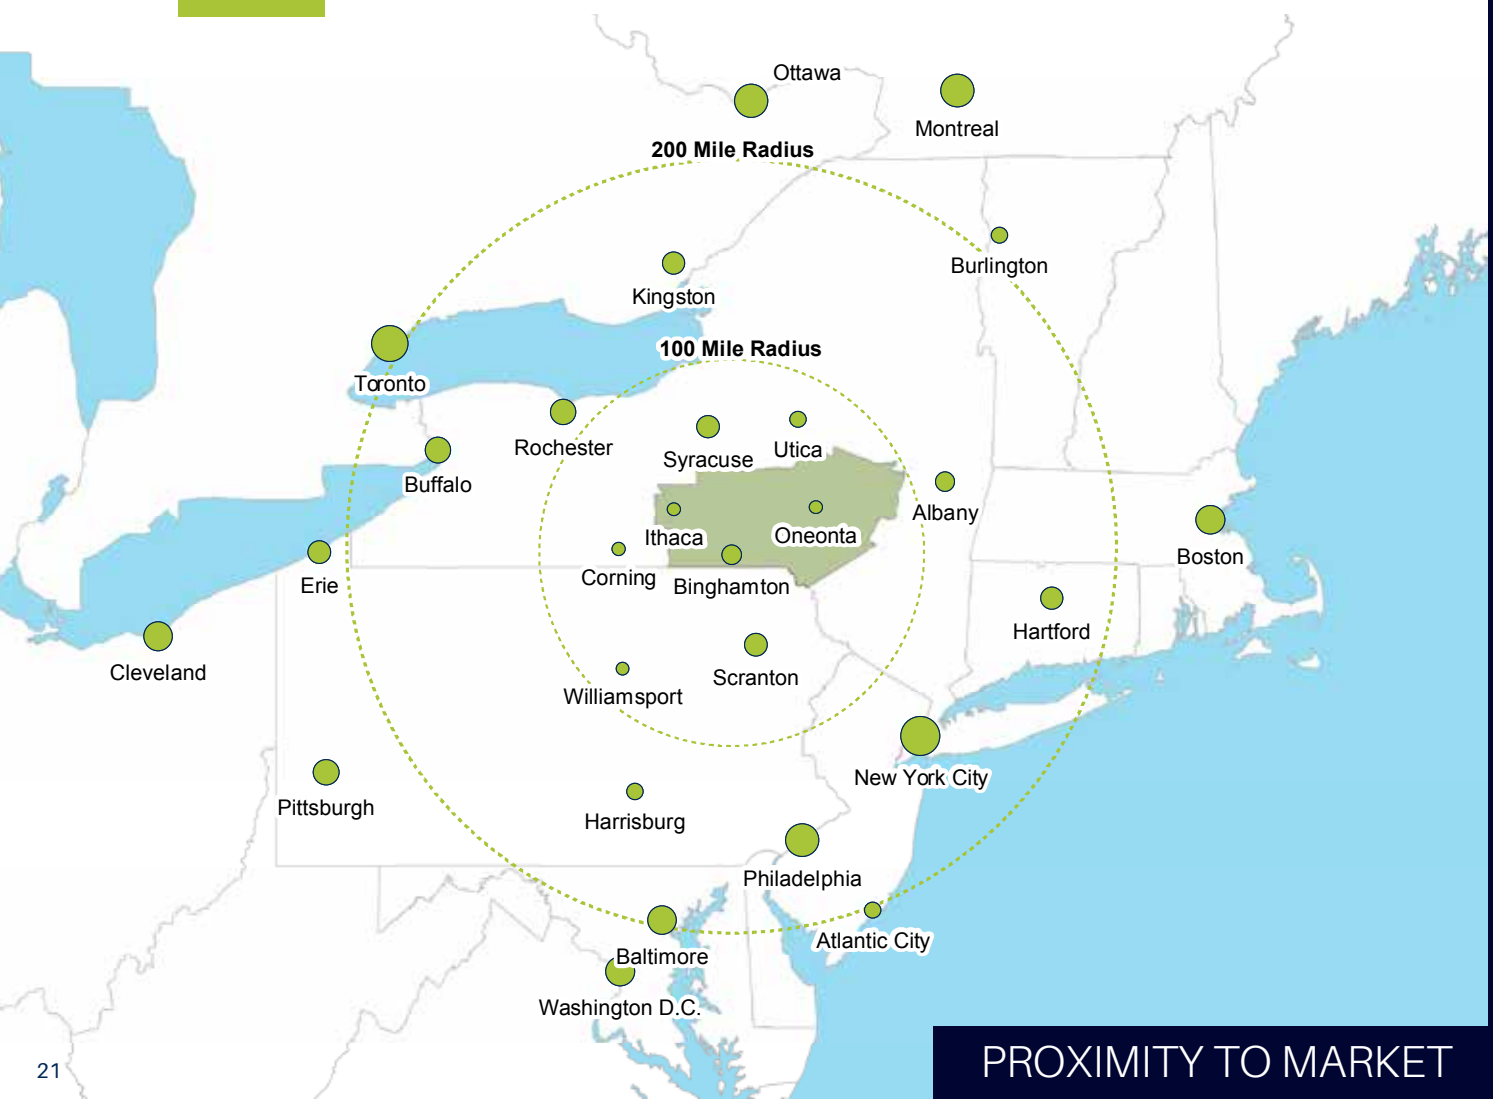 Ottawa
Montreal
200 Mile Radius
Burlington
Kingston
100 Mile Radius
Toronto
Rochester
Syracuse
Utica
Buffalo
Albany
Ithaca
Oneonta
Boston
Erie
Corning
Binghamton
Hartford
Cleveland
Scranton
Williamsport
New York City
Pittsburgh
Harrisburg
Philadelphia
Atlantic City
Baltimore
Washington D.C.
PROXIMITY TO MARKET
21